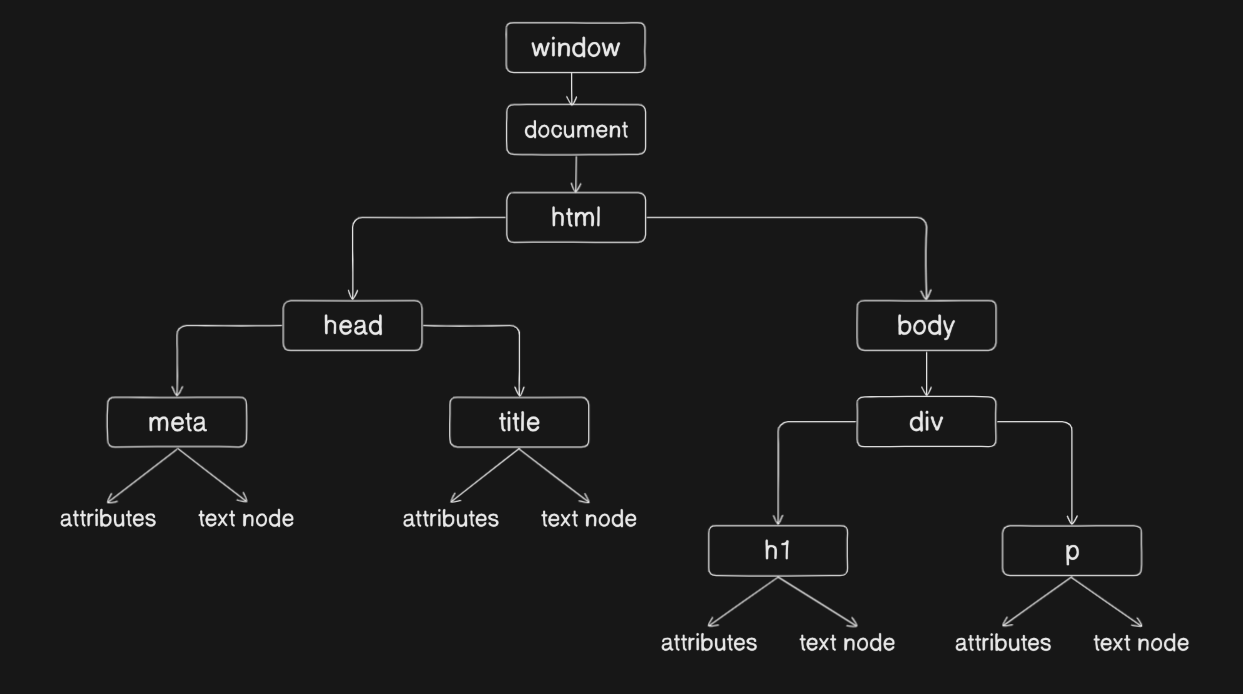 window
document
html
head
body
meta
title
div
attributes
text node
attributes
text node
h1
p
attributes
text node
attributes
text node